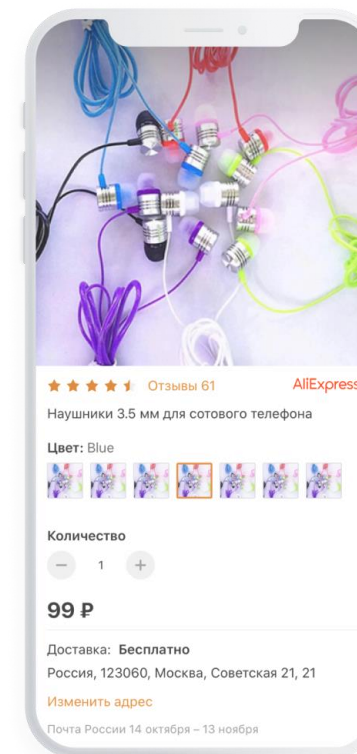 Отзывы 61
AliExpress
Наушники 3.5 мм для сотового телефона
Цвет: Blue
Количество
− 1 +
99 ₽
Доставка: Бесплатно
Россия, 123060, Москва, Советская 21, 21
Изменить адрес
Почта России 14 октября – 13 ноября